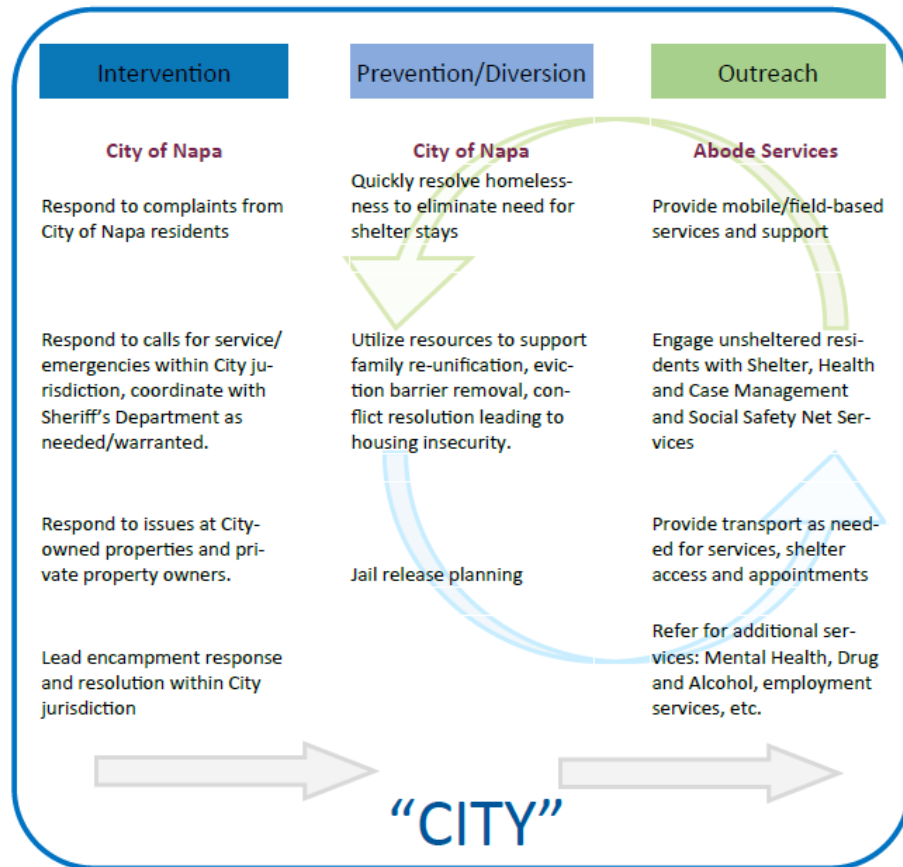 Intervention
City of Napa
Respond to complaints from
City of Napa residents
Respond to calls for service/
emergencies within City ju-
risdiction, coordinate with
Sheriff's Department as
needed/warranted.
Respond to issues at City-
owned properties and pri-
vate property owners.
Lead encampment response
and resolution within City
jurisdiction
Prevention/Diversion
City of Napa
Quickly resolve homeless-
ness to eliminate need for
shelter stays
Utilize resources to support
family re-unification, evic-
tion barrier removal, con-
flict resolution leading to
housing insecurity.
Jail release planning
Outreach
Abode Services
Provide mobile/field-based
services and support
Engage unsheltered resi-
dents with Shelter, Health
and Case Management
and Social Safety Net Ser-
vices
Provide transport as need-
ed for services, shelter
access and appointments
Refer for additional ser-
vices: Mental Health, Drug
and Alcohol, employment
services, etc.
“CITY”